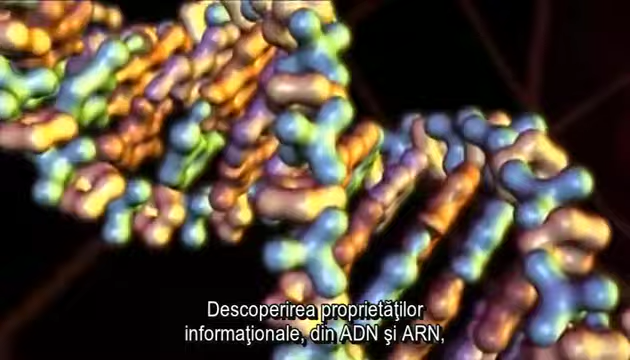 Descoperirea proprietăţilor
informaţionale, din ADN şi ARN,